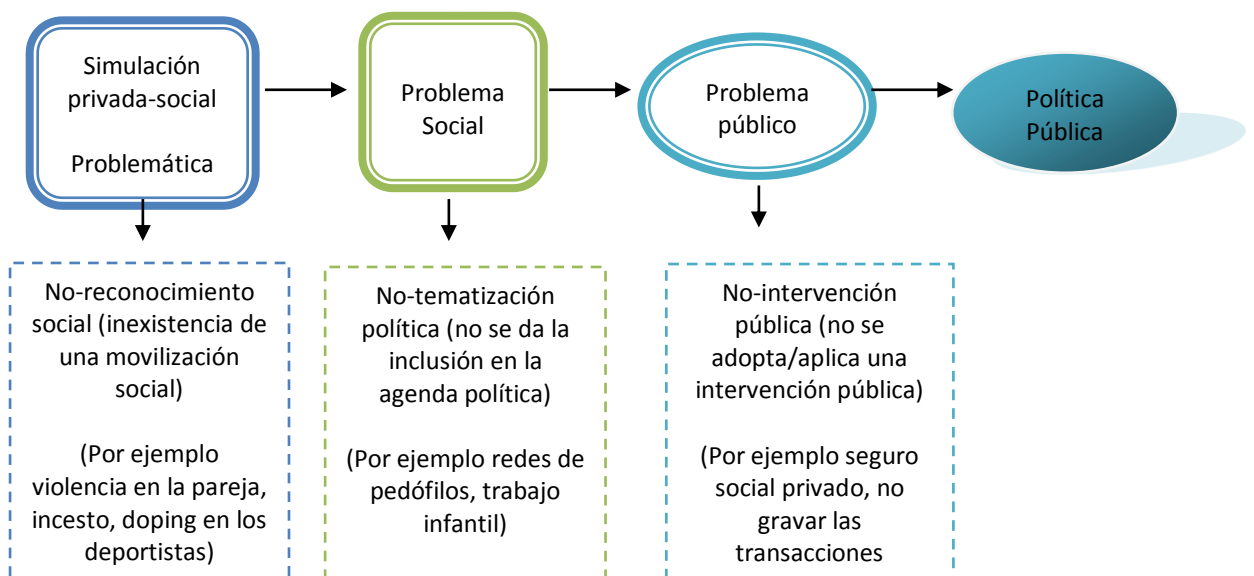 Simulación
privada-social
Problemática
Problema
Social
Problema
público
Política
Pública
No-reconocimiento
social (inexistencia de
una movilización
social)
(Por ejemplo
violencia en la pareja,
incesto, doping en los
deportistas)
No-tematización
política (no se da la
inclusión en la
agenda política)
(Por ejemplo redes de
pedófilos, trabajo
infantil)
No-intervención
pública (no se
adopta/aplica una
intervención pública)
(Por ejemplo seguro
social privado, no
gravar las
transacciones